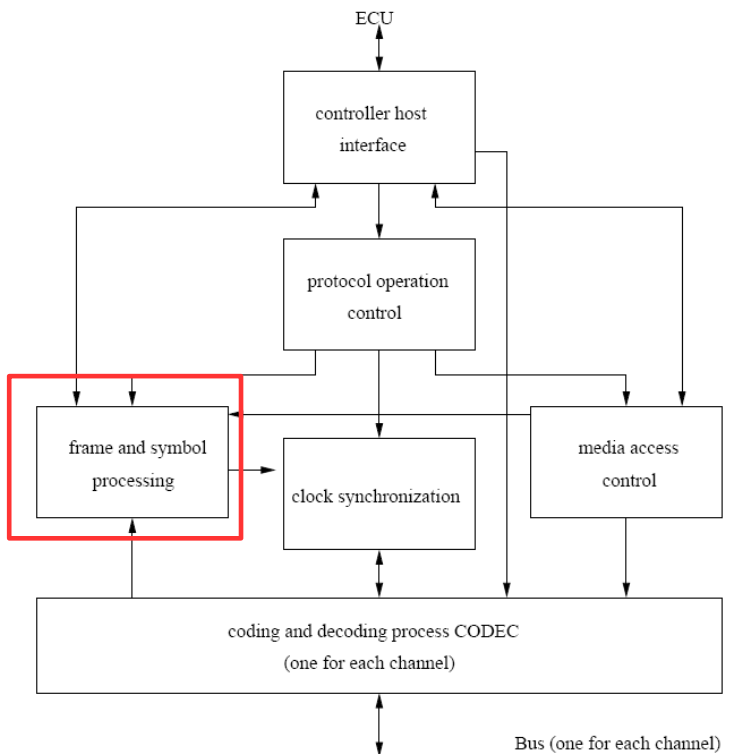 ECU
controller host
interface
protocol operation
control
frame and symbol
processing
media access
control
clock synchronization
coding and decoding process CODEC
(one for each channel)
Bus (one for each channel)